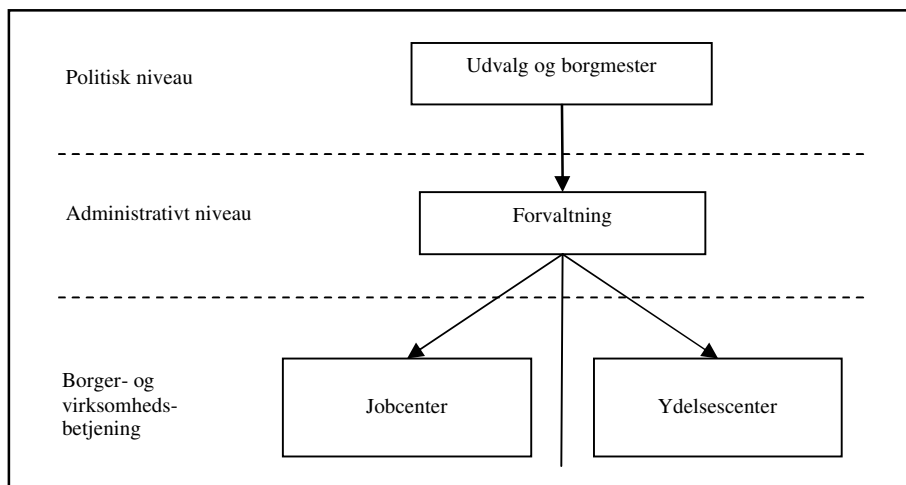 Politisk niveau
Udvalg og borgmester
Administrativt niveau
Forvaltning
Borger- og
virksomheds-
betjening
Jobcenter
Ydelsescenter